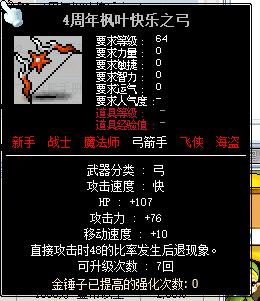 4周年枫叶快乐之弓
要求等级： 64
要求力量： 0
要求敏捷： 0
要求智力： 0
要求运气： 0
要求人气度： -
道具等级： -
道具经验值： -
新手 战士 魔法师 弓箭手 飞侠 海盗
武器分类 : 弓
攻击速度 : 快
HP : +107
攻击力 : +76
移动速度 : +10
直接攻击时48的比率发生后退现象。
可升级次数 : 7回
金锤子已提高的强化次数: 0